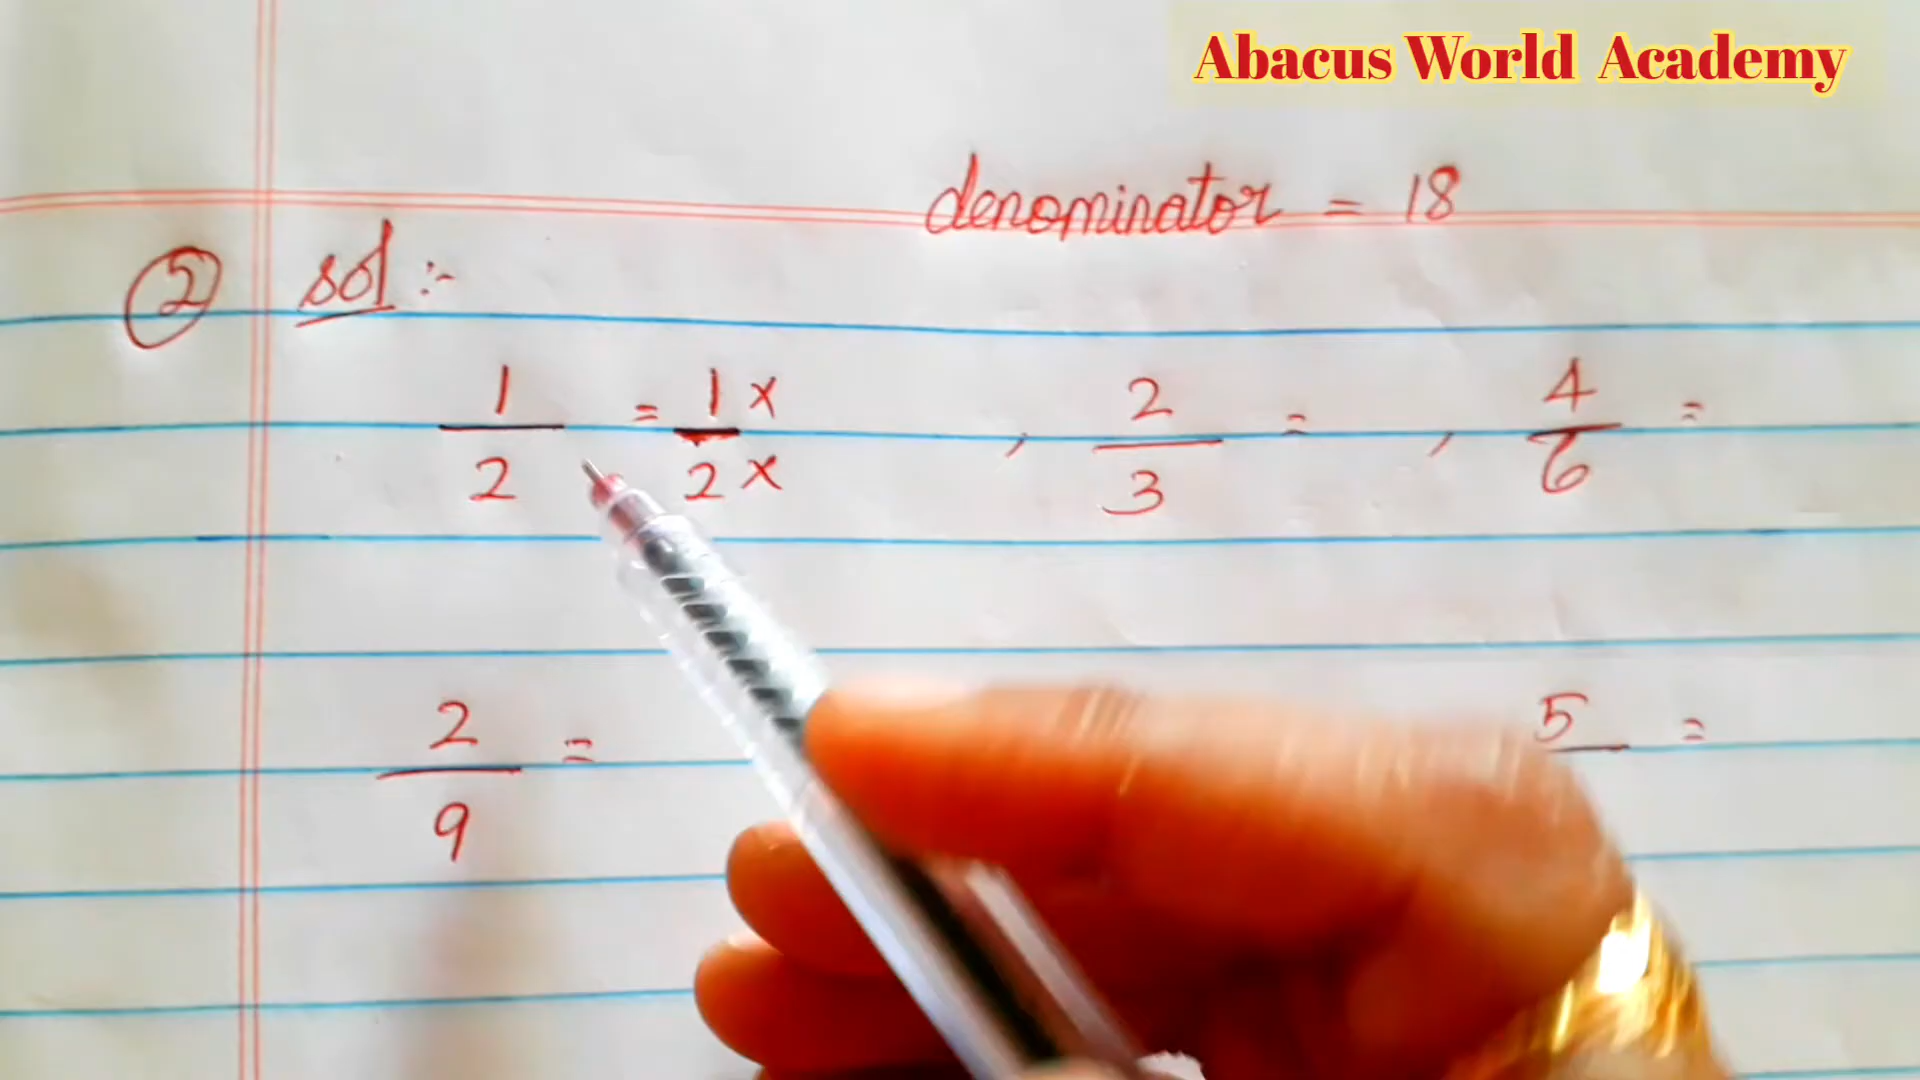 Abacus World Academy
denominator = 18
② sol :-
1/2 = 1×/2× , 2/3 = , 4/6 =
2/9 = 5 =